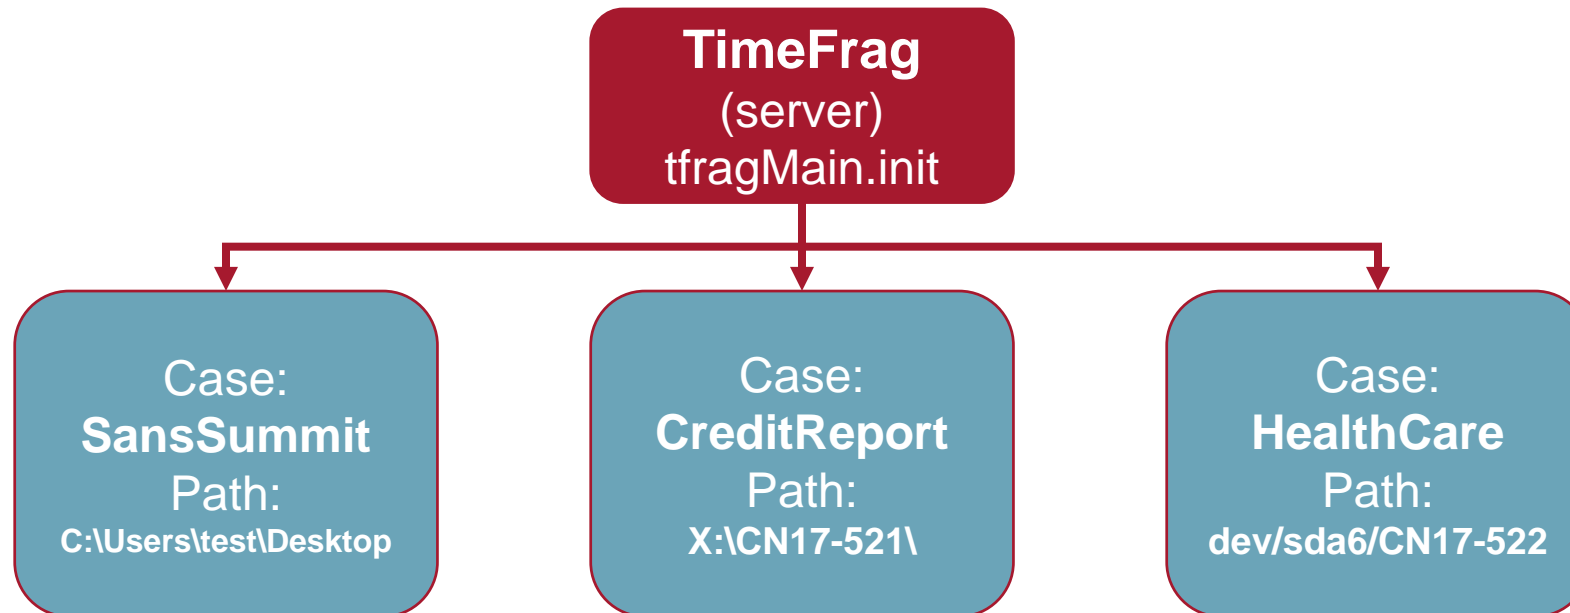 TimeFrag
(server)
tfragMain.init
Case:
SansSummit
Path:
C:\Users\test\Desktop
Case:
CreditReport
Path:
X:\CN17-521\
Case:
HealthCare
Path:
dev/sda6/CN17-522